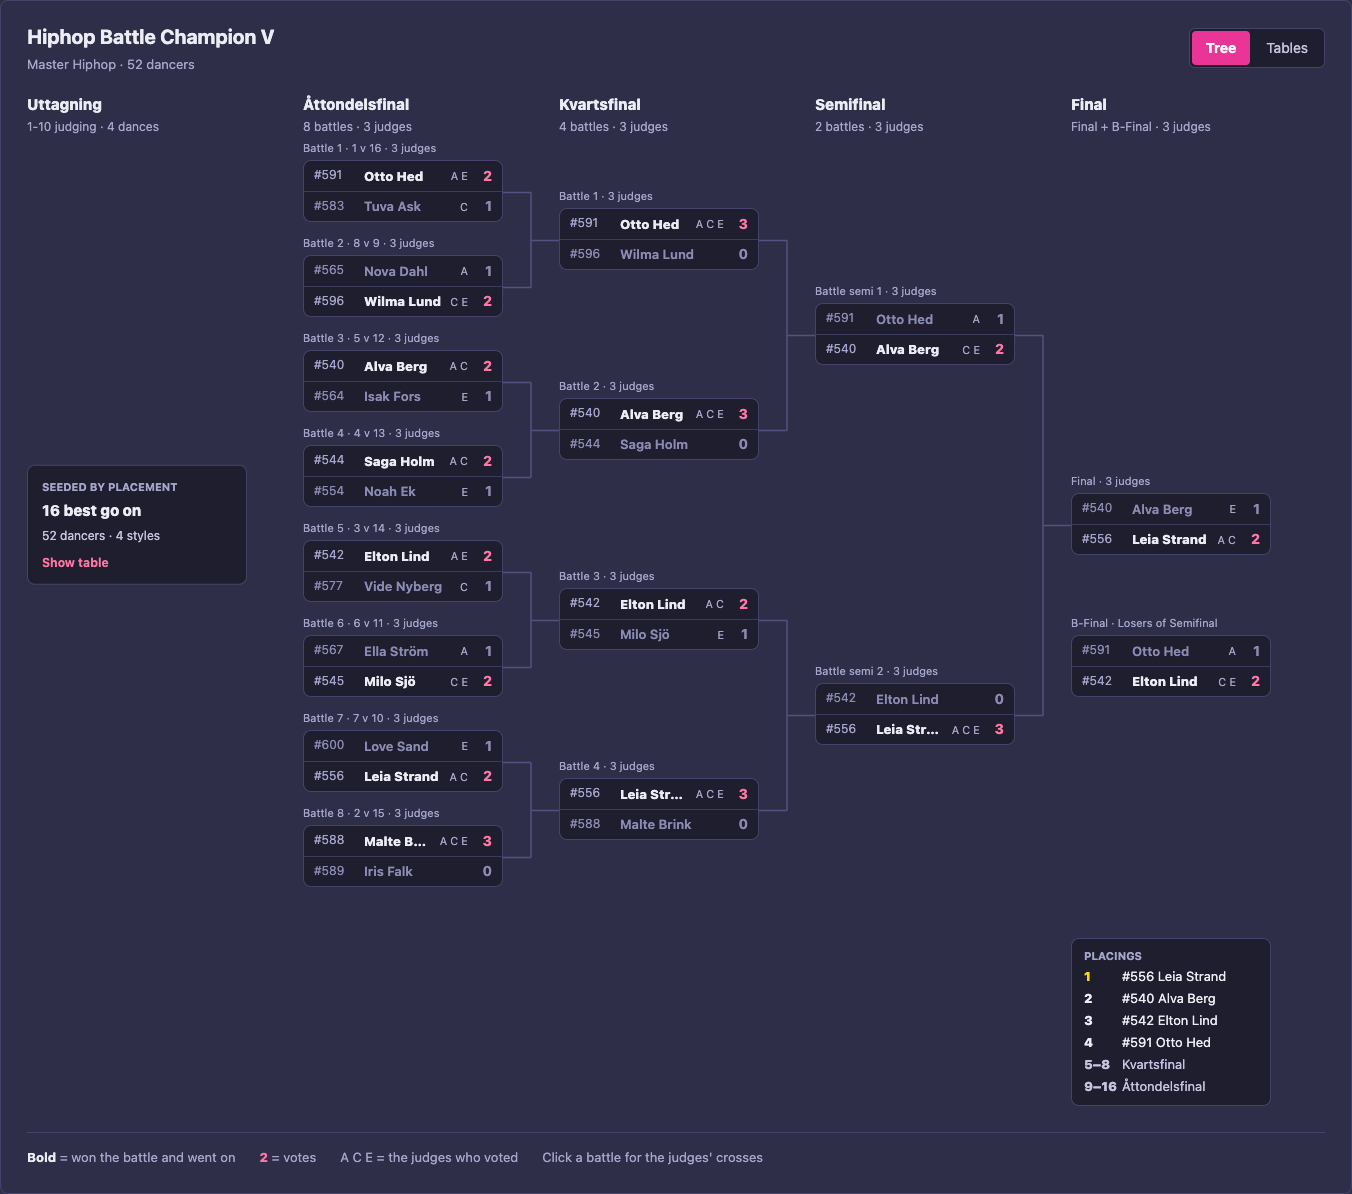 Hiphop Battle Champion V
Master Hiphop · 52 dancers
Tree
Tables
Uttagning
1-10 judging · 4 dances
SEEDED BY PLACEMENT
16 best go on
52 dancers · 4 styles
Show table
Åttondelsfinal
8 battles · 3 judges
Battle 1 · 1 v 16 · 3 judges
#591 Otto Hed A E 2
#583 Tuva Ask C 1
Battle 2 · 8 v 9 · 3 judges
#565 Nova Dahl A 1
#596 Wilma Lund C E 2
Battle 3 · 5 v 12 · 3 judges
#540 Alva Berg A C 2
#564 Isak Fors E 1
Battle 4 · 4 v 13 · 3 judges
#544 Saga Holm A C 2
#554 Noah Ek E 1
Battle 5 · 3 v 14 · 3 judges
#542 Elton Lind A E 2
#577 Vide Nyberg C 1
Battle 6 · 6 v 11 · 3 judges
#567 Ella Ström A 1
#545 Milo Sjö C E 2
Battle 7 · 7 v 10 · 3 judges
#600 Love Sand E 1
#556 Leia Strand A C 2
Battle 8 · 2 v 15 · 3 judges
#588 Malte B... A C E 3
#589 Iris Falk 0
Kvartsfinal
4 battles · 3 judges
Battle 1 · 3 judges
#591 Otto Hed A C E 3
#596 Wilma Lund 0
Battle 2 · 3 judges
#540 Alva Berg A C E 3
#544 Saga Holm 0
Battle 3 · 3 judges
#542 Elton Lind A C 2
#545 Milo Sjö E 1
Battle 4 · 3 judges
#556 Leia Str... A C E 3
#588 Malte Brink 0
Semifinal
2 battles · 3 judges
Battle semi 1 · 3 judges
#591 Otto Hed A 1
#540 Alva Berg C E 2
Battle semi 2 · 3 judges
#542 Elton Lind 0
#556 Leia Str... A C E 3
Final
Final + B-Final · 3 judges
Final · 3 judges
#540 Alva Berg E 1
#556 Leia Strand A C 2
B-Final · Losers of Semifinal
#591 Otto Hed A 1
#542 Elton Lind C E 2
PLACINGS
1 #556 Leia Strand
2 #540 Alva Berg
3 #542 Elton Lind
4 #591 Otto Hed
5–8 Kvartsfinal
9–16 Åttondelsfinal
Bold = won the battle and went on 2 = votes A C E = the judges who voted Click a battle for the judges' crosses